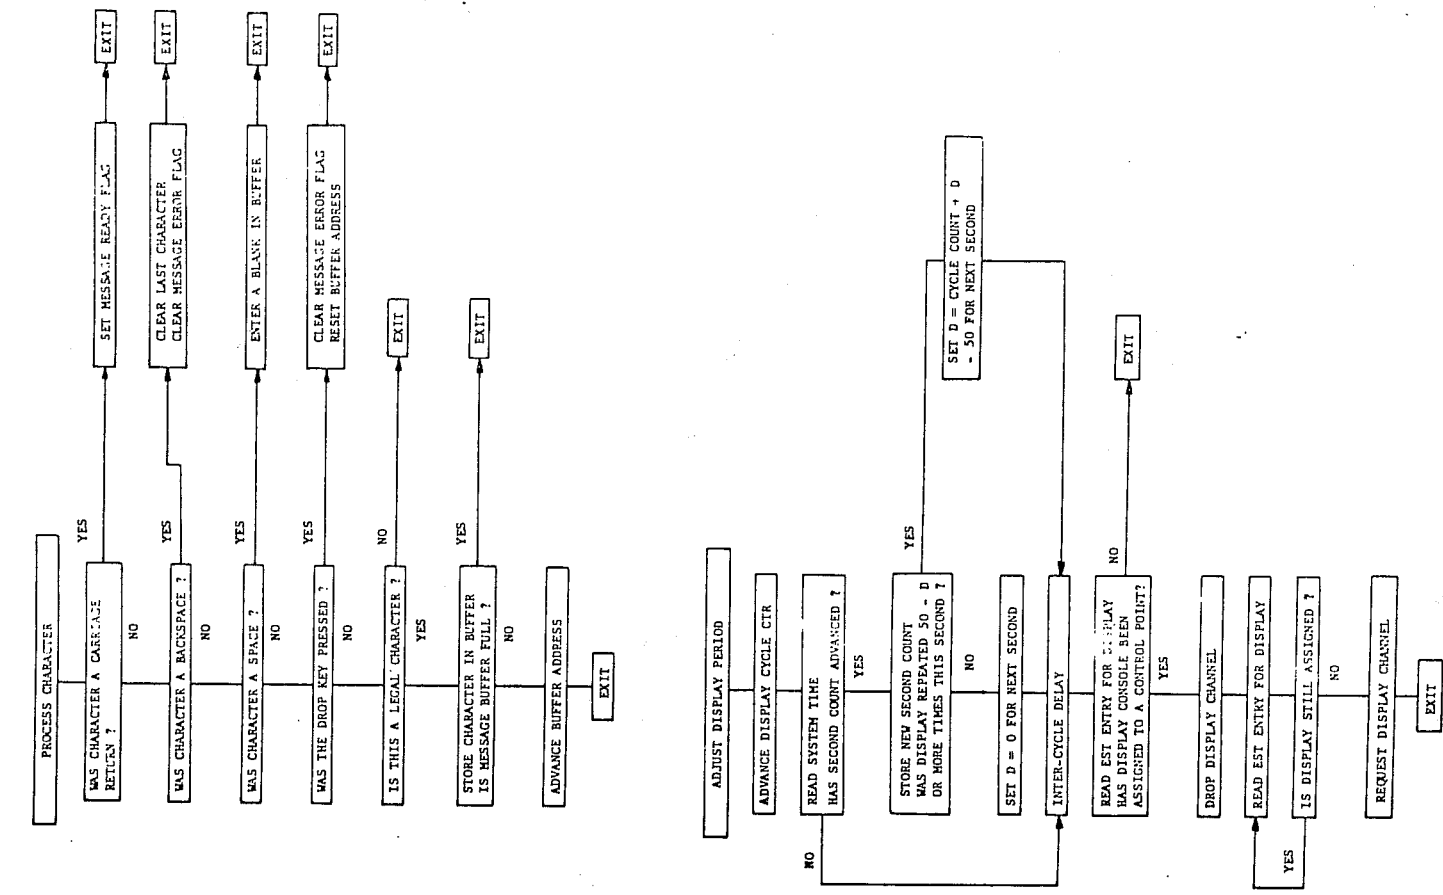 PROCESS CHARACTER
WAS CHARACTER A CARRIAGE
RETURN ?
YES
SET MESSAGE READY FLAG
EXIT
NO
WAS CHARACTER A BACKSPACE ?
YES
CLEAR LAST CHARACTER
CLEAR MESSAGE ERROR FLAG
EXIT
NO
WAS CHARACTER A SPACE ?
YES
ENTER A BLANK IN BUFFER
EXIT
NO
WAS THE DROP KEY PRESSED ?
YES
CLEAR MESSAGE ERROR FLAG
RESET BUFFER ADDRESS
EXIT
NO
IS THIS A LEGAL CHARACTER ?
NO
EXIT
YES
STORE CHARACTER IN BUFFER
IS MESSAGE BUFFER FULL ?
YES
EXIT
NO
ADVANCE BUFFER ADDRESS
EXIT
ADJUST DISPLAY PERIOD
ADVANCE DISPLAY CYCLE CTR
READ SYSTEM TIME
HAS SECOND COUNT ADVANCED ?
NO
YES
STORE NEW SECOND COUNT
WAS DISPLAY REPEATED 50 - D
OR MORE TIMES THIS SECOND ?
YES
SET D = CYCLE COUNT + D
- 50 FOR NEXT SECOND
NO
SET D = 0 FOR NEXT SECOND
INTER-CYCLE DELAY
READ EST ENTRY FOR DISPLAY
HAS DISPLAY CONSOLE BEEN
ASSIGNED TO A CONTROL POINT?
NO
EXIT
YES
DROP DISPLAY CHANNEL
READ EST ENTRY FOR DISPLAY
IS DISPLAY STILL ASSIGNED ?
YES
NO
REQUEST DISPLAY CHANNEL
EXIT